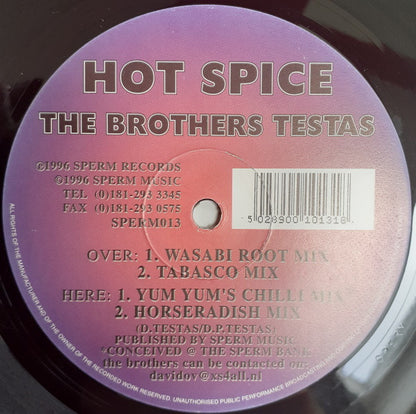 HOT SPICE
THE BROTHERS TESTAS
℗1996 SPERM RECORDS
©1996 SPERM MUSIC
TEL (0)181-293 3345
FAX (0)181-293 0575
SPERM013
5 023900 101316
OVER: 1. WASABI ROOT MIX
2. TABASCO MIX
HERE: 1. YUM YUM'S CHILLI MIX
2. HORSERADISH MIX
(D.TESTAS/D.P.TESTAS)
PUBLISHED BY SPERM MUSIC
*CONCEIVED @ THE SPERM BANK
the brothers can be contacted on:
davidov@xs4all.nl
ALL RIGHTS OF THE MANUFACTURER AND OF THE OWNER OF THE RECORDED WORK RESERVED. UNAUTHORISED PUBLIC PERFORMANCE BROADCASTING AND